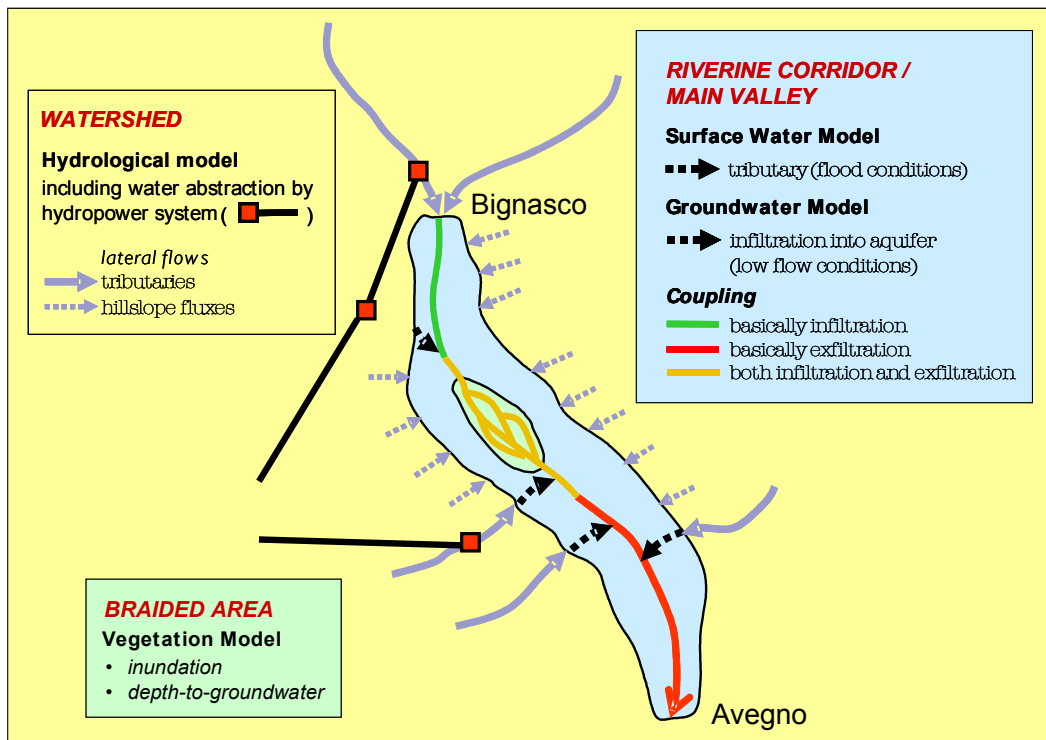 WATERSHED
Hydrological model
including water abstraction by
hydropower system ( )
lateral flows
tributaries
hillslope fluxes
Bignasco
RIVERINE CORRIDOR /
MAIN VALLEY
Surface Water Model
tributary (flood conditions)
Groundwater Model
infiltration into aquifer
(low flow conditions)
Coupling
basically infiltration
basically exfiltration
both infiltration and exfiltration
BRAIDED AREA
Vegetation Model
• inundation
• depth-to-groundwater
Avegno